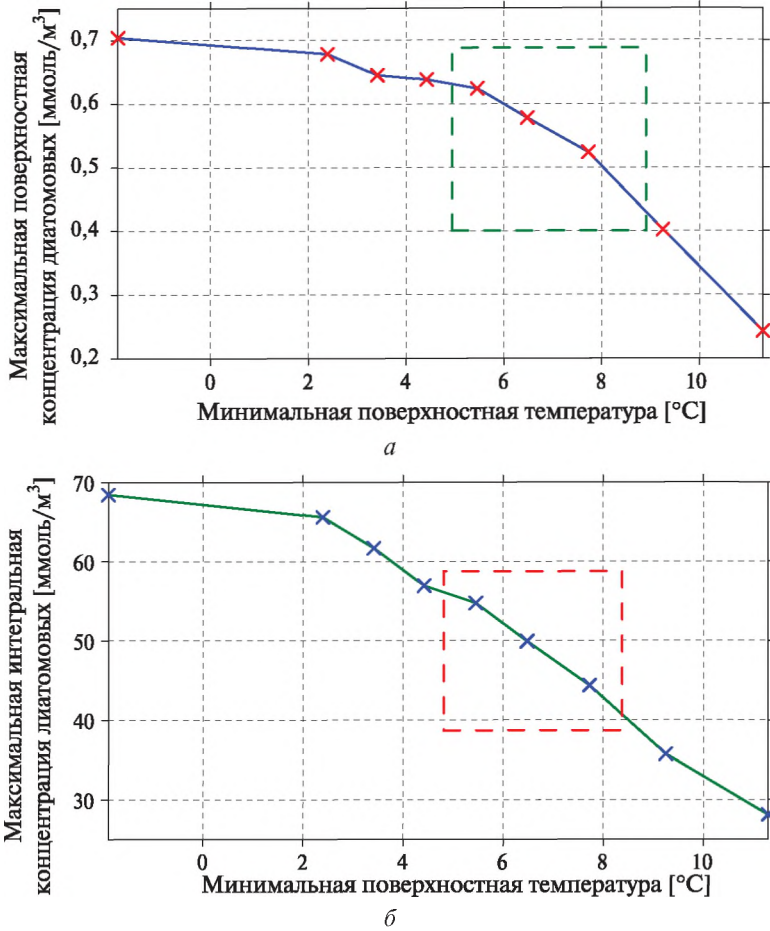 Максимальная поверхностная
концентрация диатомовых [ммоль/м³]
0,7
0,6
0,5
0,4
0,3
0,2
0 2 4 6 8 10
Минимальная поверхностная температура [°C]
а
Максимальная интегральная
концентрация лиатомовых [ммоль/м³]
70
60
50
40
30
0 2 4 6 8 10
Минимальная поверхностная температура [°C]
б